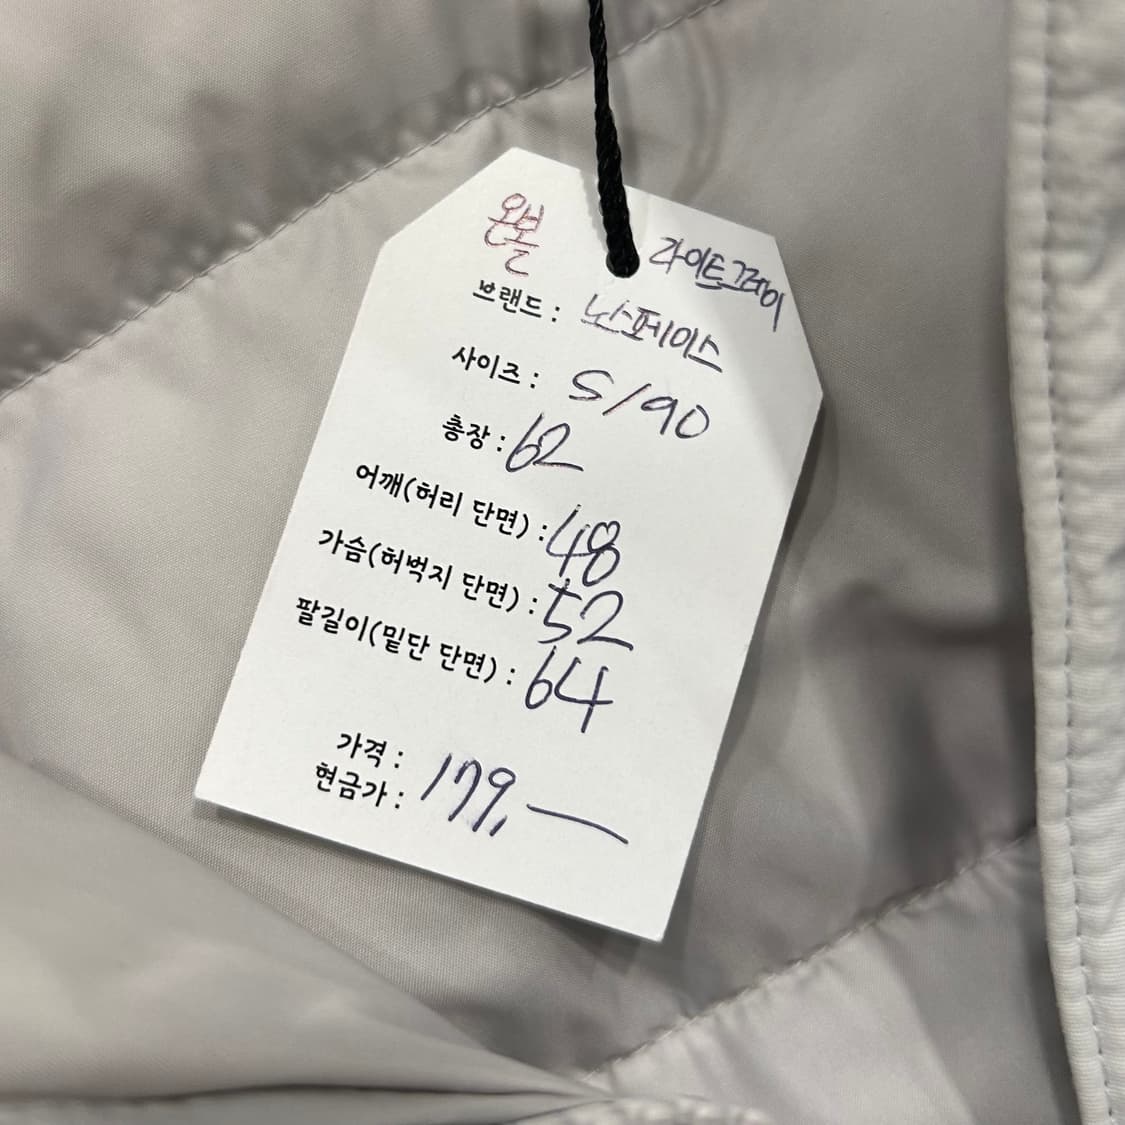 온볼
라이트그레이
브랜드 : 노스페이스
사이즈 : S/90
총장 : 62
어깨(허리 단면) : 48
가슴(허벅지 단면) : 52
팔길이(밑단 단면) : 64
가격 :
현금가 : 179,—